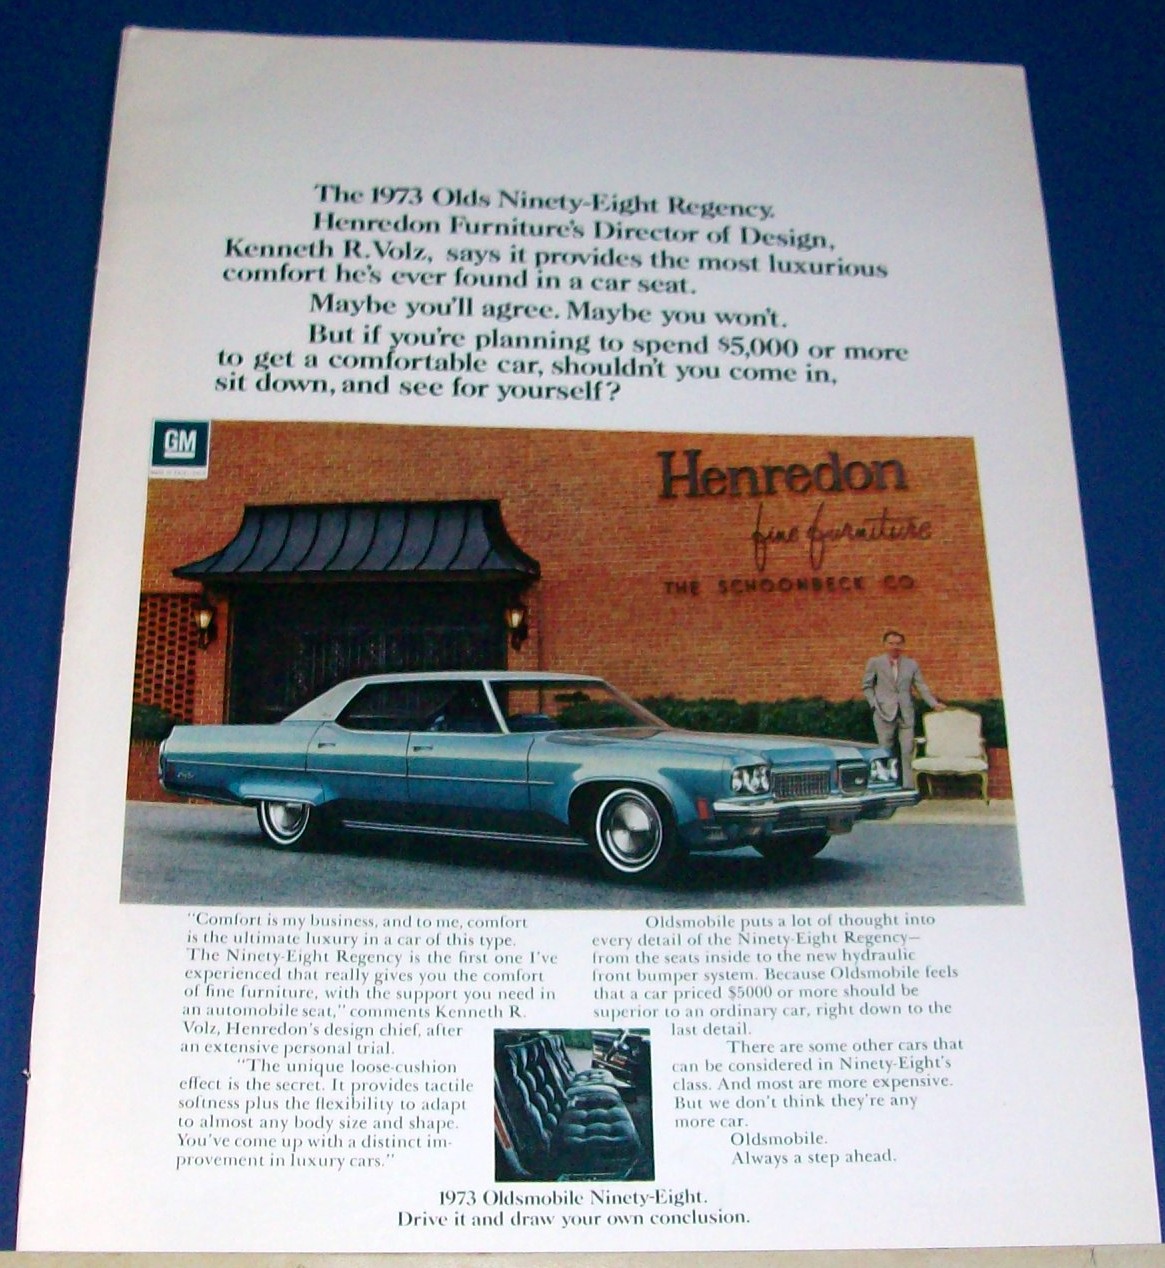 The 1973 Olds Ninety-Eight Regency.
Henredon Furniture's Director of Design,
Kenneth R. Volz, says it provides the most luxurious
comfort he's ever found in a car seat.
Maybe you'll agree. Maybe you won't.
But if you're planning to spend $5,000 or more
to get a comfortable car, shouldn't you come in,
sit down, and see for yourself?
GM
Henredon
fine furniture
THE SCHOONBECK CO
"Comfort is my business, and to me, comfort
is the ultimate luxury in a car of this type.
The Ninety-Eight Regency is the first one I've
experienced that really gives you the comfort
of fine furniture, with the support you need in
an automobile seat," comments Kenneth R.
Volz, Henredon's design chief, after
an extensive personal trial.
"The unique loose-cushion
effect is the secret. It provides tactile
softness plus the flexibility to adapt
to almost any body size and shape.
You've come up with a distinct im-
provement in luxury cars."
Oldsmobile puts a lot of thought into
every detail of the Ninety-Eight Regency—
from the seats inside to the new hydraulic
front bumper system. Because Oldsmobile feels
that a car priced $5000 or more should be
superior to an ordinary car, right down to the
last detail.
There are some other cars that
can be considered in Ninety-Eight's
class. And most are more expensive.
But we don't think they're any
more car.
Oldsmobile.
Always a step ahead.
1973 Oldsmobile Ninety-Eight.
Drive it and draw your own conclusion.